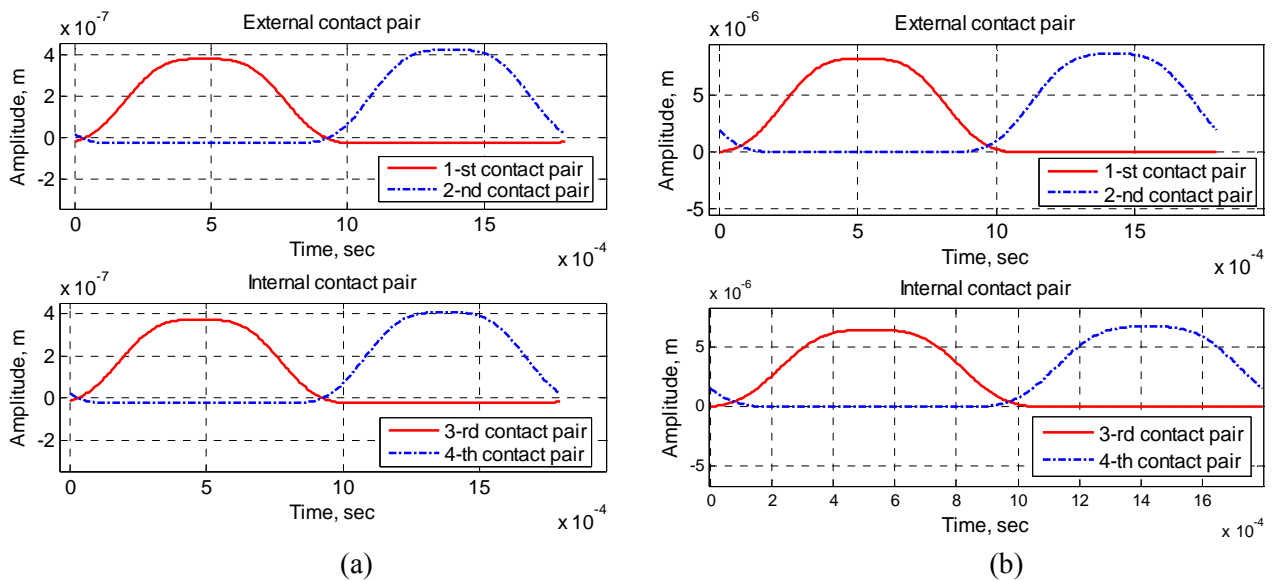 x 10-7
External contact pair
4
2
0
-2
Amplitude, m
1-st contact pair
2-nd contact pair
0 5 10 15
Time, sec
x 10-4
x 10-7
Internal contact pair
4
2
0
-2
Amplitude, m
3-rd contact pair
4-th contact pair
0 5 10 15
Time, sec
x 10-4
(a)
x 10-6
External contact pair
5
0
-5
Amplitude, m
1-st contact pair
2-nd contact pair
0 5 10 15
Time, sec
x 10-4
x 10-6
Internal contact pair
5
0
-5
Amplitude, m
3-rd contact pair
4-th contact pair
0 2 4 6 8 10 12 14 16
Time, sec
x 10-4
(b)